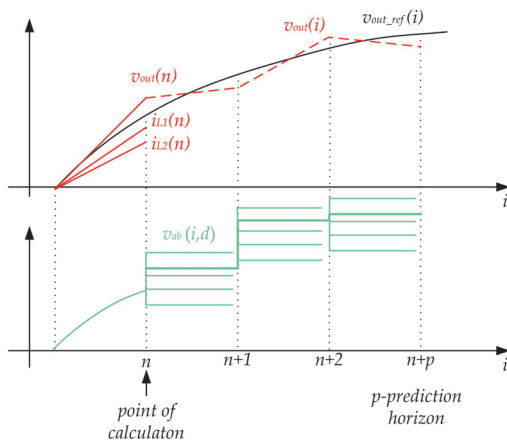 vout(i)
vout_ref(i)
vout(n)
iL1(n)
iL2(n)
i
vab(i,d)
n
n+1
n+2
n+p
i
point of
calculaton
p-prediction
horizon